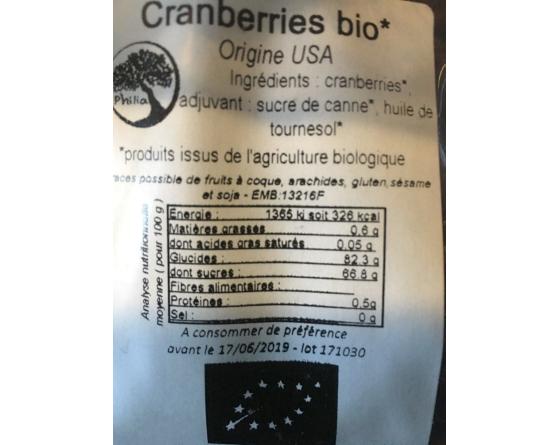 Cranberries bio*
Origine USA
Philia
Ingrédients : cranberries*,
adjuvant : sucre de canne*, huile de
tournesol*
*produits issus de l'agriculture biologique
possible de fruits à coque, arachides, gluten, sésame
et soja - EMB:13216F
Analyse nutritionnelle
moyenne ( pour 100 g )
Energie : 1365 kj soit 326 kcal
Matières grasses 0,6 g
dont acides gras saturés 0,05 g
Glucides : 82,3 g
dont sucres : 66,8 g
Fibres alimentaires :
Protéines : 0,5g
Sel : 0 g
A consommer de préférence
avant le 17/06/2019 - lot 171030